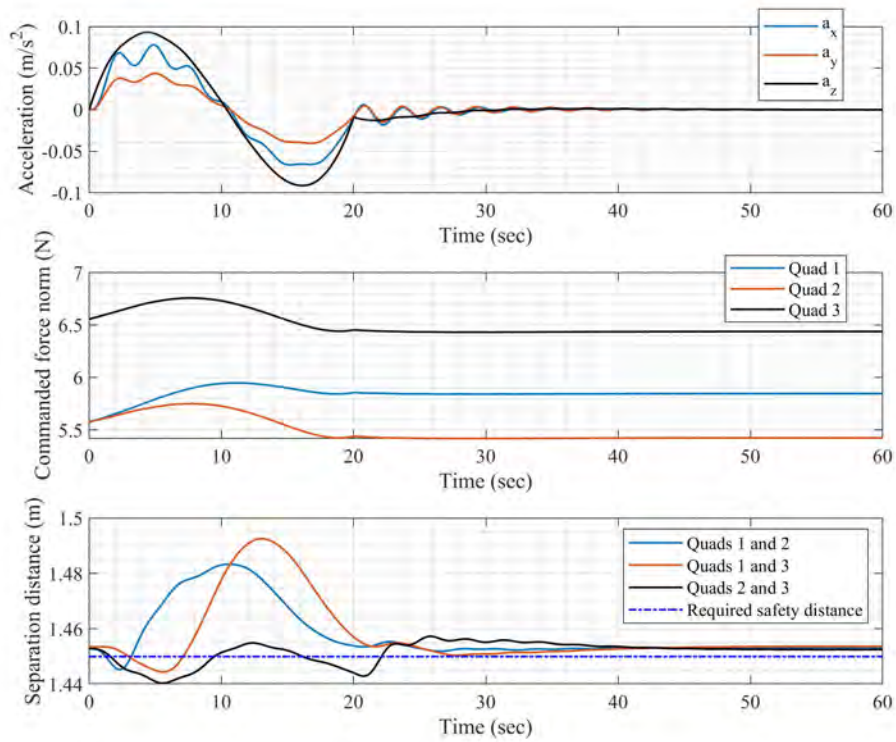 Acceleration (m/s²)
0.1
0.05
0
-0.05
-0.1
a_x
a_y
a_z
0 10 20 30 40 50 60
Time (sec)
Commanded force norm (N)
7
6.5
6
5.5
Quad 1
Quad 2
Quad 3
0 10 20 30 40 50 60
Time (sec)
Separation distance (m)
1.5
1.48
1.46
1.44
Quads 1 and 2
Quads 1 and 3
Quads 2 and 3
Required safety distance
0 10 20 30 40 50 60
Time (sec)